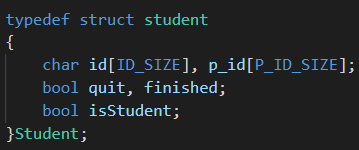 typedef struct student
{
    char id[ID_SIZE], p_id[P_ID_SIZE];
    bool quit, finished;
    bool isStudent;
}Student;